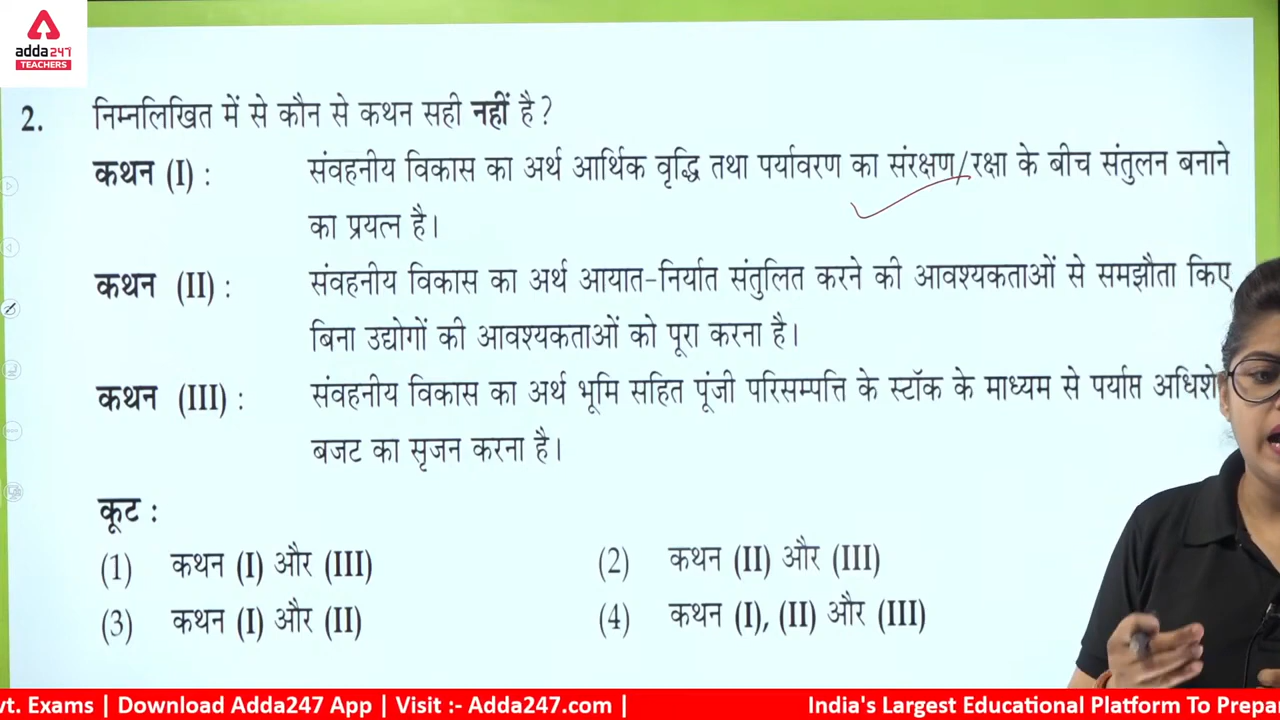 adda247
TEACHERS
2. निम्नलिखित में से कौन से कथन सही नहीं है ?
कथन (I) : संवहनीय विकास का अर्थ आर्थिक वृद्धि तथा पर्यावरण का संरक्षण/रक्षा के बीच संतुलन बनाने
का प्रयत्न है।
कथन (II) : संवहनीय विकास का अर्थ आयात-निर्यात संतुलित करने की आवश्यकताओं से समझौता किए
बिना उद्योगों की आवश्यकताओं को पूरा करना है।
कथन (III) : संवहनीय विकास का अर्थ भूमि सहित पूंजी परिसम्पत्ति के स्टॉक के माध्यम से पर्याप्त
बजट का सृजन करना है।
कूट :
(1) कथन (I) और (III) (2) कथन (II) और (III)
(3) कथन (I) और (II) (4) कथन (I), (II) और (III)
vt. Exams | Download Adda247 App | Visit :- Adda247.com | India's Largest Educational Platform To Prepar